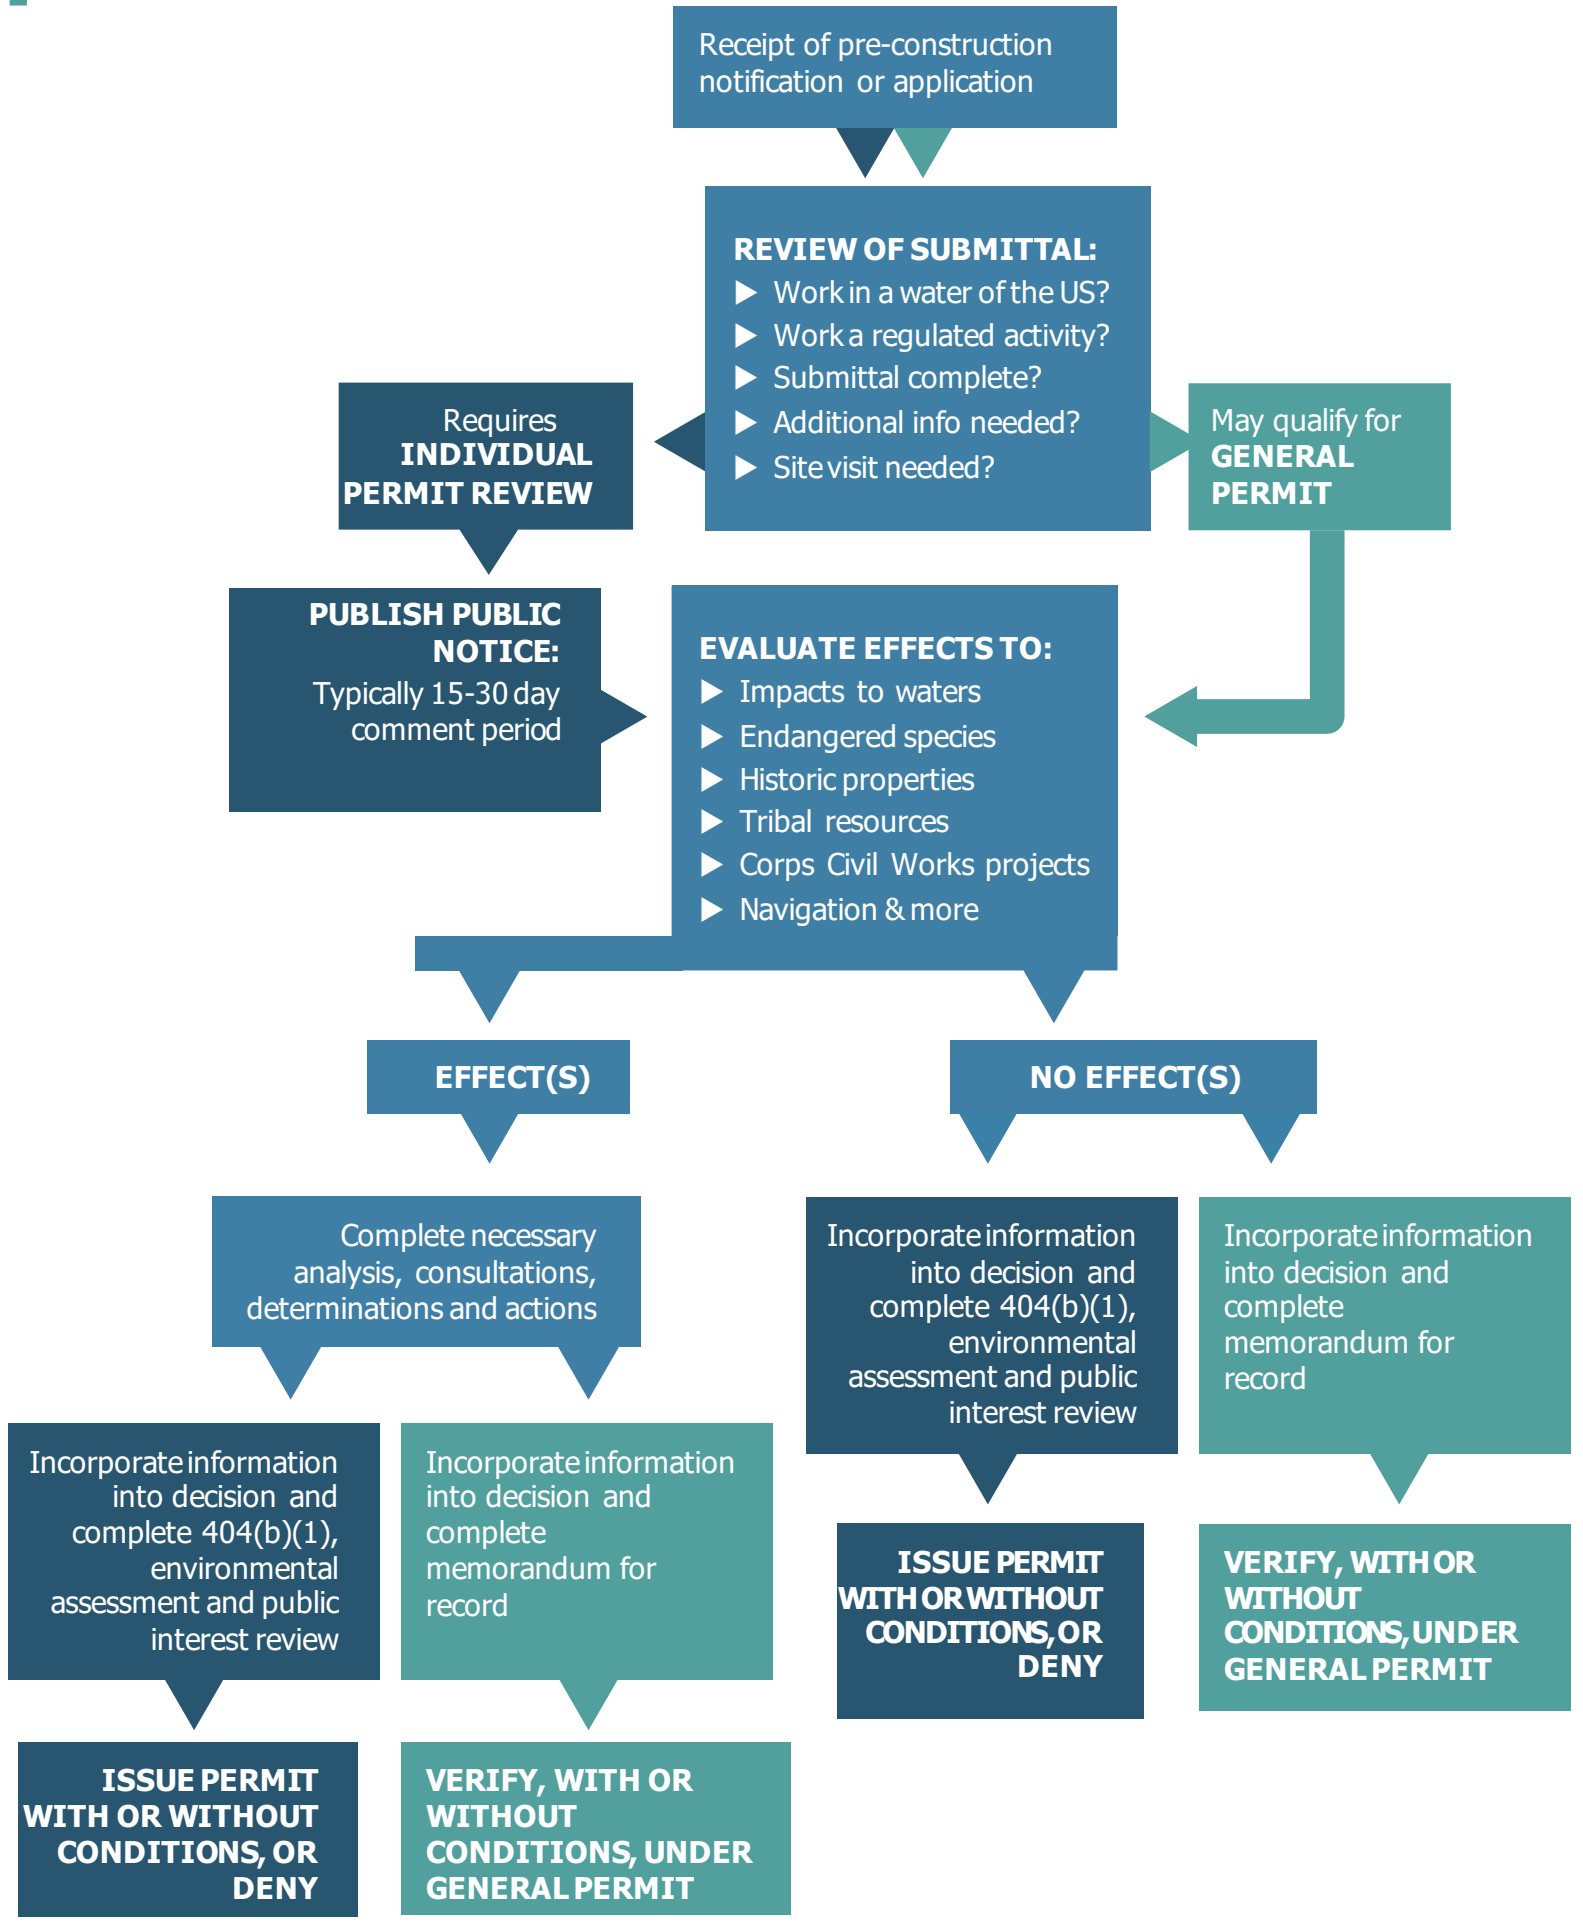 Receipt of pre-construction
notification or application
REVIEW OF SUBMITTAL:
▶ Work in a water of the US?
▶ Work a regulated activity?
▶ Submittal complete?
▶ Additional info needed?
▶ Site visit needed?
Requires
INDIVIDUAL
PERMIT REVIEW
May qualify for
GENERAL
PERMIT
PUBLISH PUBLIC
NOTICE:
Typically 15-30 day
comment period
EVALUATE EFFECTS TO:
▶ Impacts to waters
▶ Endangered species
▶ Historic properties
▶ Tribal resources
▶ Corps Civil Works projects
▶ Navigation & more
EFFECT(S)
NO EFFECT(S)
Complete necessary
analysis, consultations,
determinations and actions
Incorporate information
into decision and
complete 404(b)(1),
environmental
assessment and public
interest review
Incorporate information
into decision and
complete
memorandum for
record
Incorporate information
into decision and
complete 404(b)(1),
environmental
assessment and public
interest review
Incorporate information
into decision and
complete
memorandum for
record
ISSUE PERMIT
WITH OR WITHOUT
CONDITIONS, OR
DENY
VERIFY, WITH OR
WITHOUT
CONDITIONS, UNDER
GENERAL PERMIT
ISSUE PERMIT
WITH OR WITHOUT
CONDITIONS, OR
DENY
VERIFY, WITH OR
WITHOUT
CONDITIONS, UNDER
GENERAL PERMIT